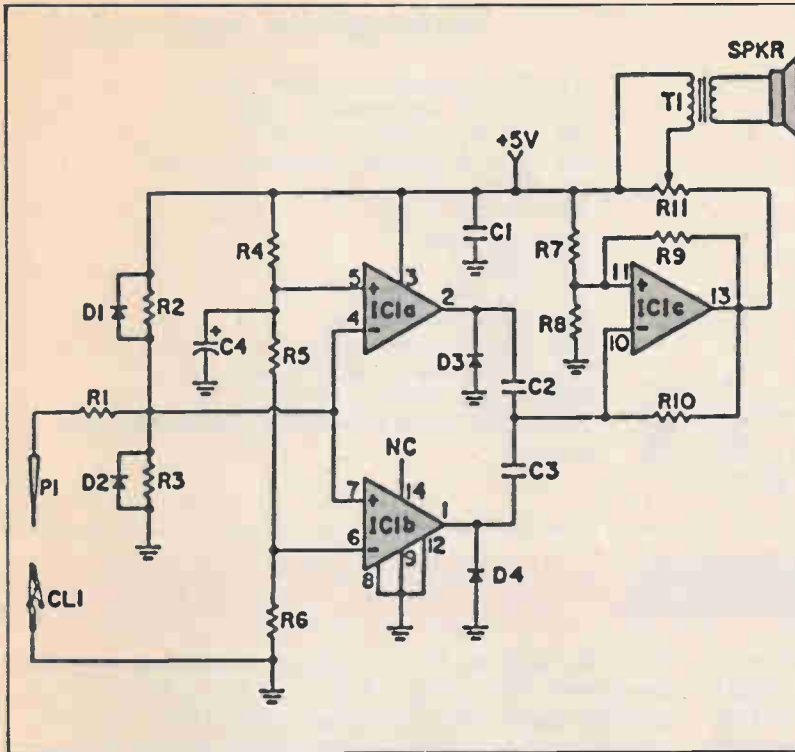 SPKR
T1
+5V
R11
R4
C1
R7
R9
5
3
11
D1
R2
IC1a
2
IC1c
13
4
R8
10
C4
R5
D3
R10
R1
C2
NC
C3
P1
D2
R3
7
14
IC1b
1
6
12
9
8
D4
CL1
R6